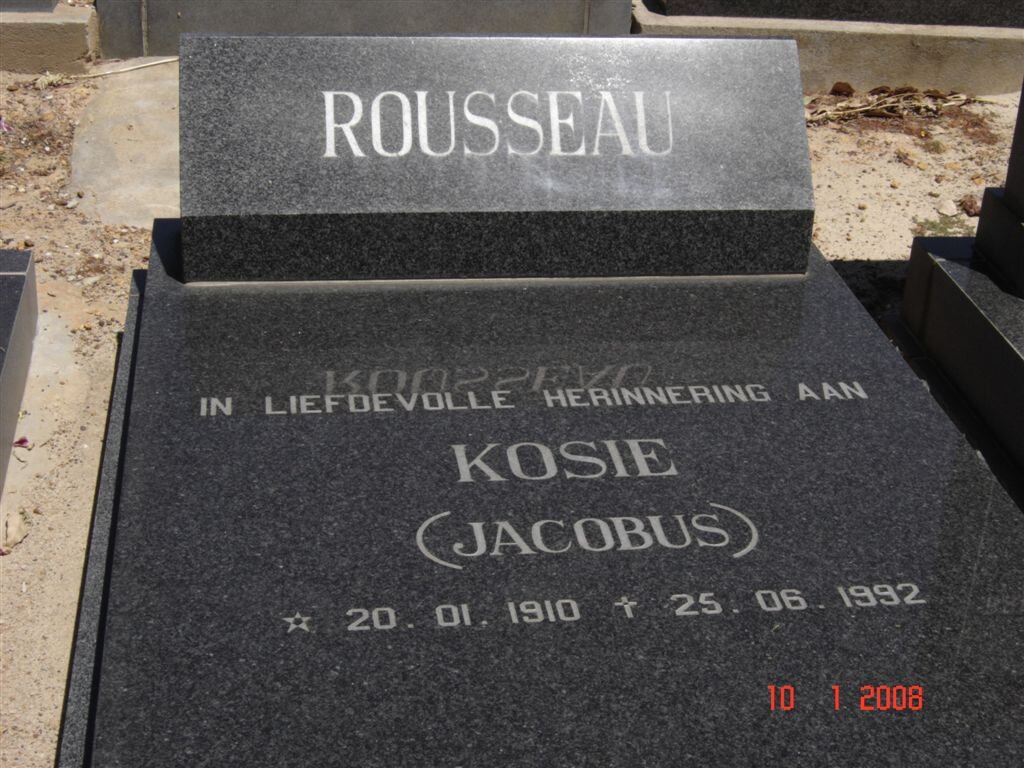 ROUSSEAU
IN LIEFDEVOLLE HERINNERING AAN
KOSIE
(JACOBUS)
☆ 20. 01. 1910 ✝ 25. 06. 1992
10 1 2008